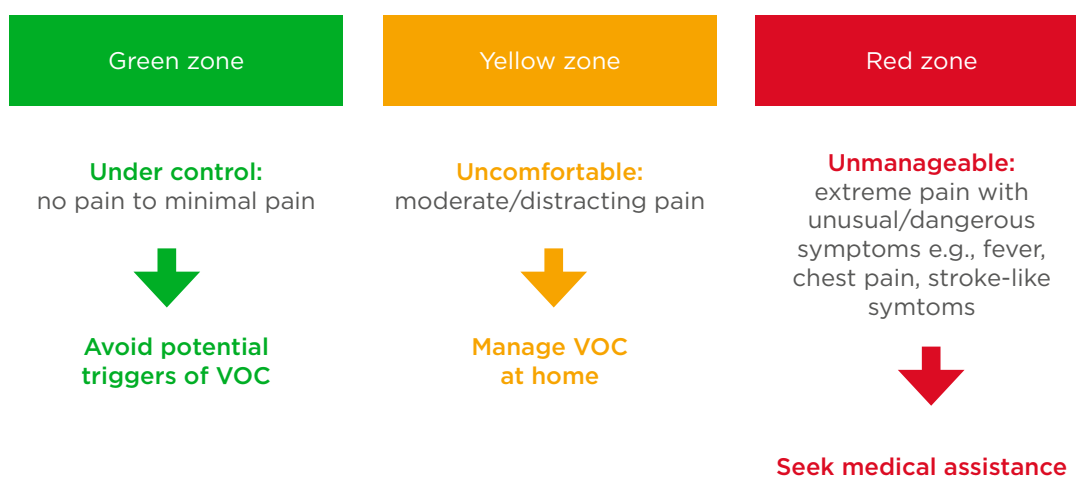 Green zone
Under control:
no pain to minimal pain
Avoid potential
triggers of VOC
Yellow zone
Uncomfortable:
moderate/distracting pain
Manage VOC
at home
Red zone
Unmanageable:
extreme pain with
unusual/dangerous
symptoms e.g., fever,
chest pain, stroke-like
symtoms
Seek medical assistance